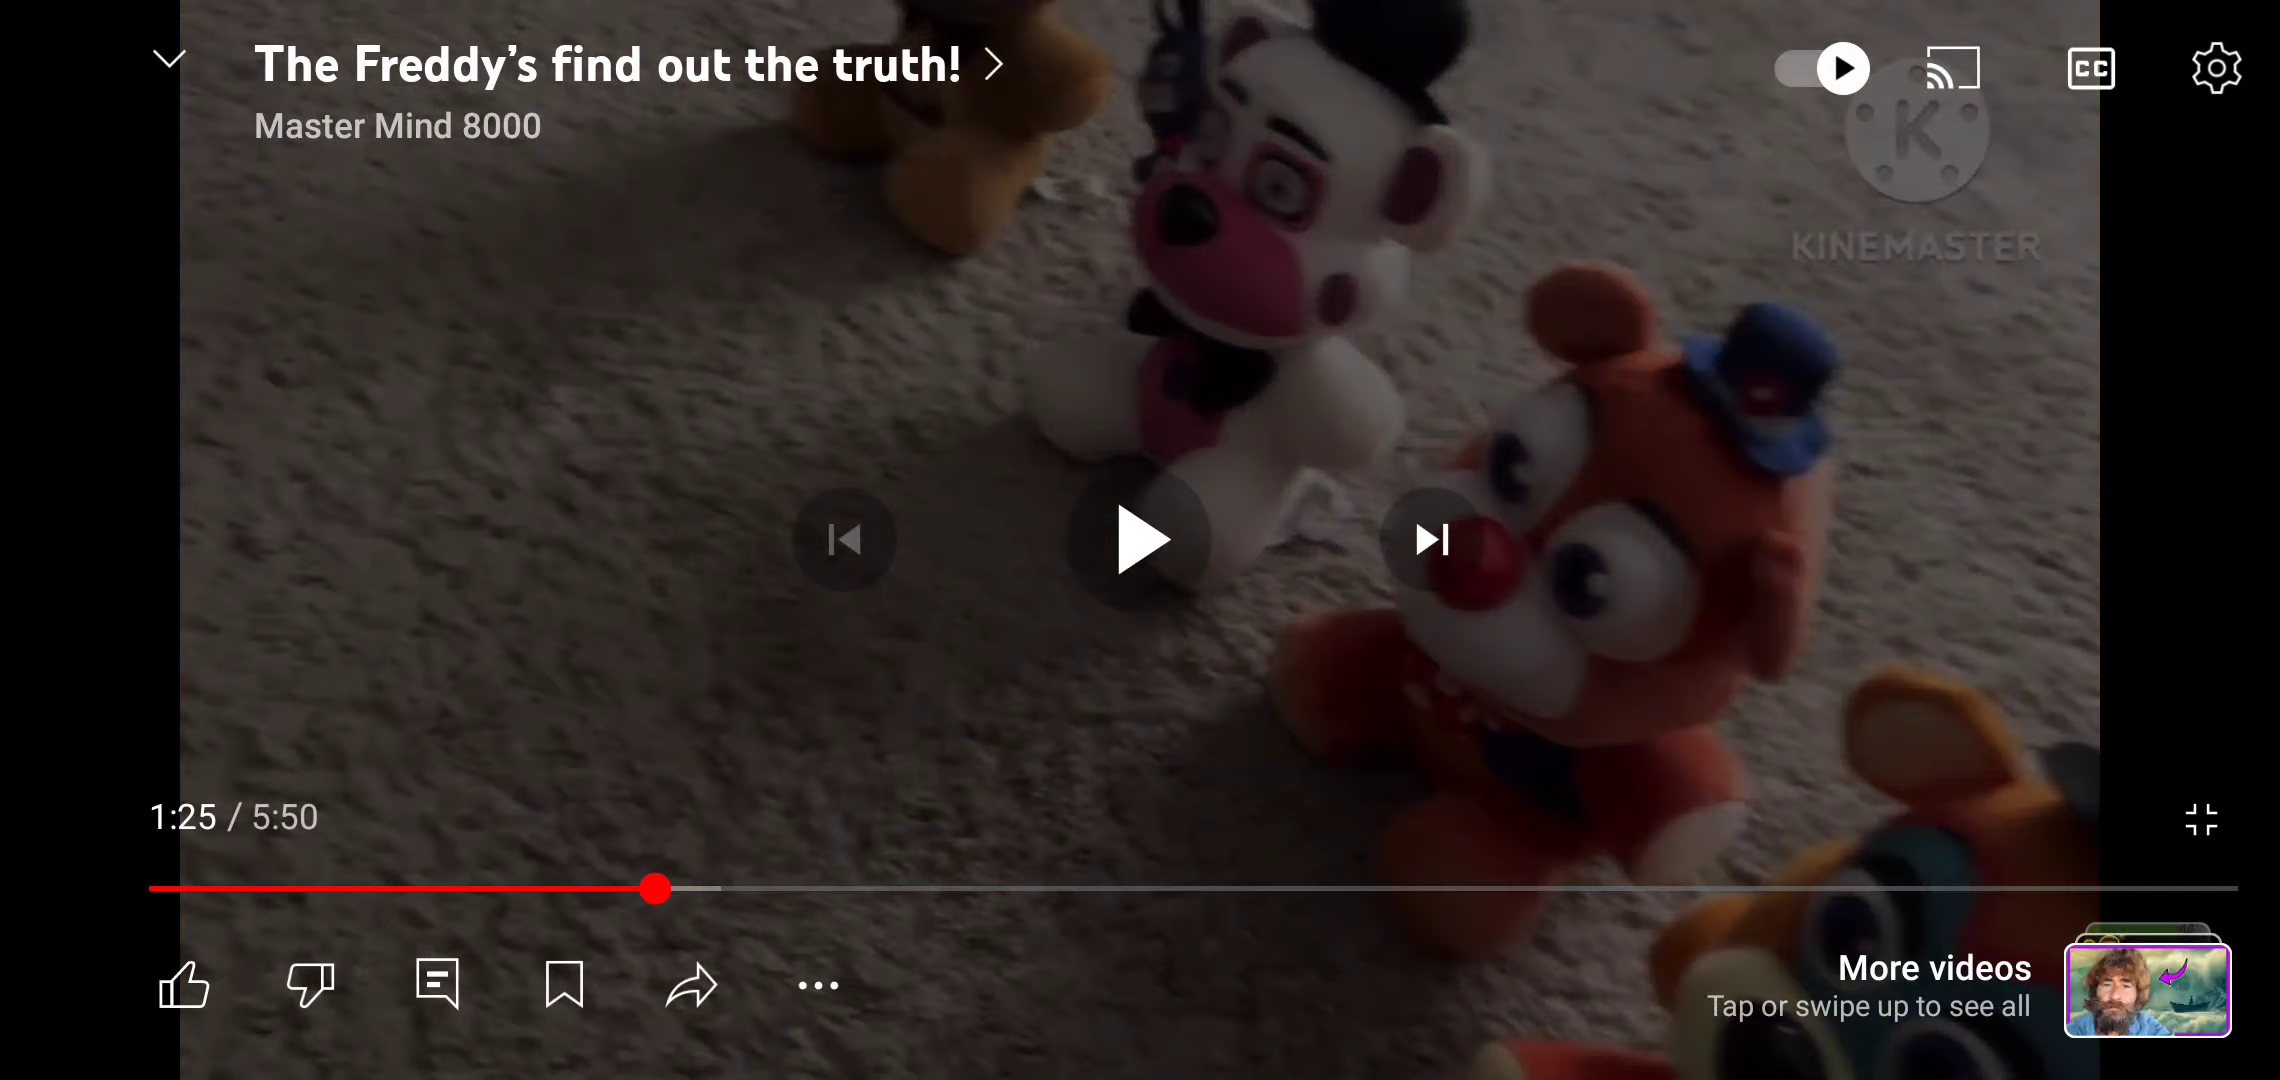 The Freddy's find out the truth!
Master Mind 8000
CC
K
KINEMASTER
1:25 / 5:50
More videos
Tap or swipe up to see all